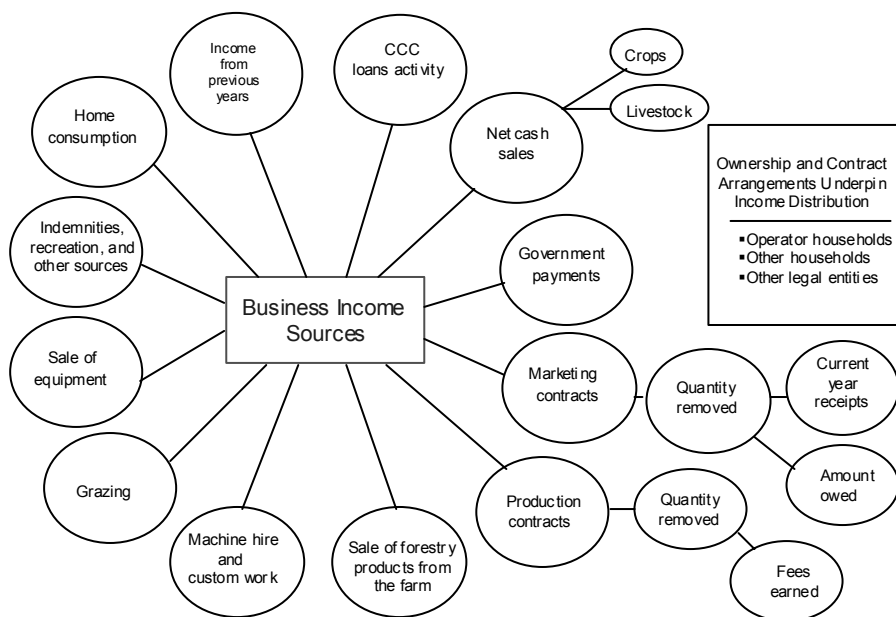 Income
from
previous
years
CCC
loans activity
Crops
Livestock
Net cash
sales
Home
consumption
Ownership and Contract
Arrangements Underpin
Income Distribution
▪Operator households
▪Other households
▪Other legal entities
Indemnities,
recreation, and
other sources
Government
payments
Business Income
Sources
Sale of
equipment
Marketing
contracts
Quantity
removed
Current
year
receipts
Amount
owed
Grazing
Production
contracts
Quantity
removed
Machine hire
and
custom work
Sale of forestry
products from
the farm
Fees
earned